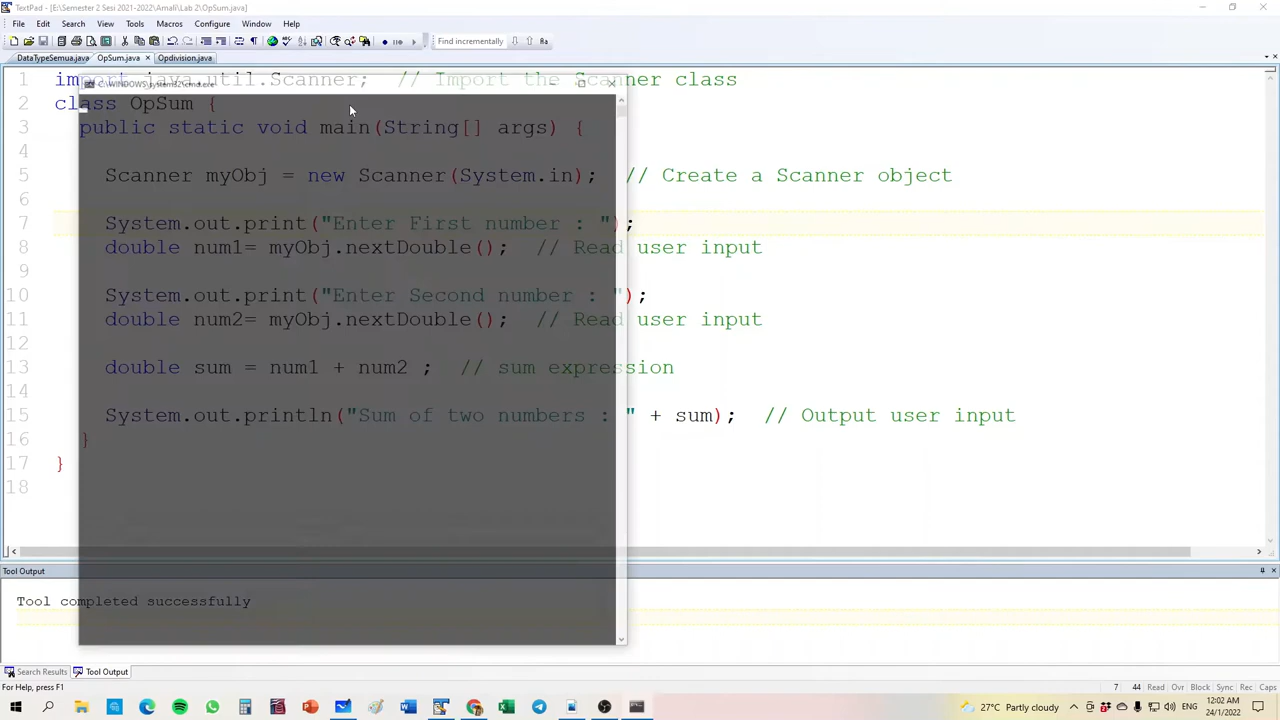 TextPad - [E:\Semester 2 Sesi 2021-2022\Amali\Lab 2\OpSum.java]
File Edit Search View Tools Macros Configure Window Help
Find incrementally
DataTypeSemua.java OpSum.java Opdivision.java
1 import java.util.Scanner; // Import the Scanner class
C:\WINDOWS\system32\cmd.exe
2 class OpSum {
3 public static void main(String[] args) {
4
5 Scanner myObj = new Scanner(System.in); // Create a Scanner object
6
7 System.out.print("Enter First number : ");
8 double num1= myObj.nextDouble(); // Read user input
9
10 System.out.print("Enter Second number : ");
11 double num2= myObj.nextDouble(); // Read user input
12
13 double sum = num1 + num2 ; // sum expression
14
15 System.out.println("Sum of two numbers : " + sum); // Output user input
16 }
17 }
18
Tool Output
Tool completed successfully
Search Results Tool Output
For Help, press F1
7 44 Read Ovr Block Sync Rec Caps
27°C Partly cloudy
12:02 AM
24/1/2022